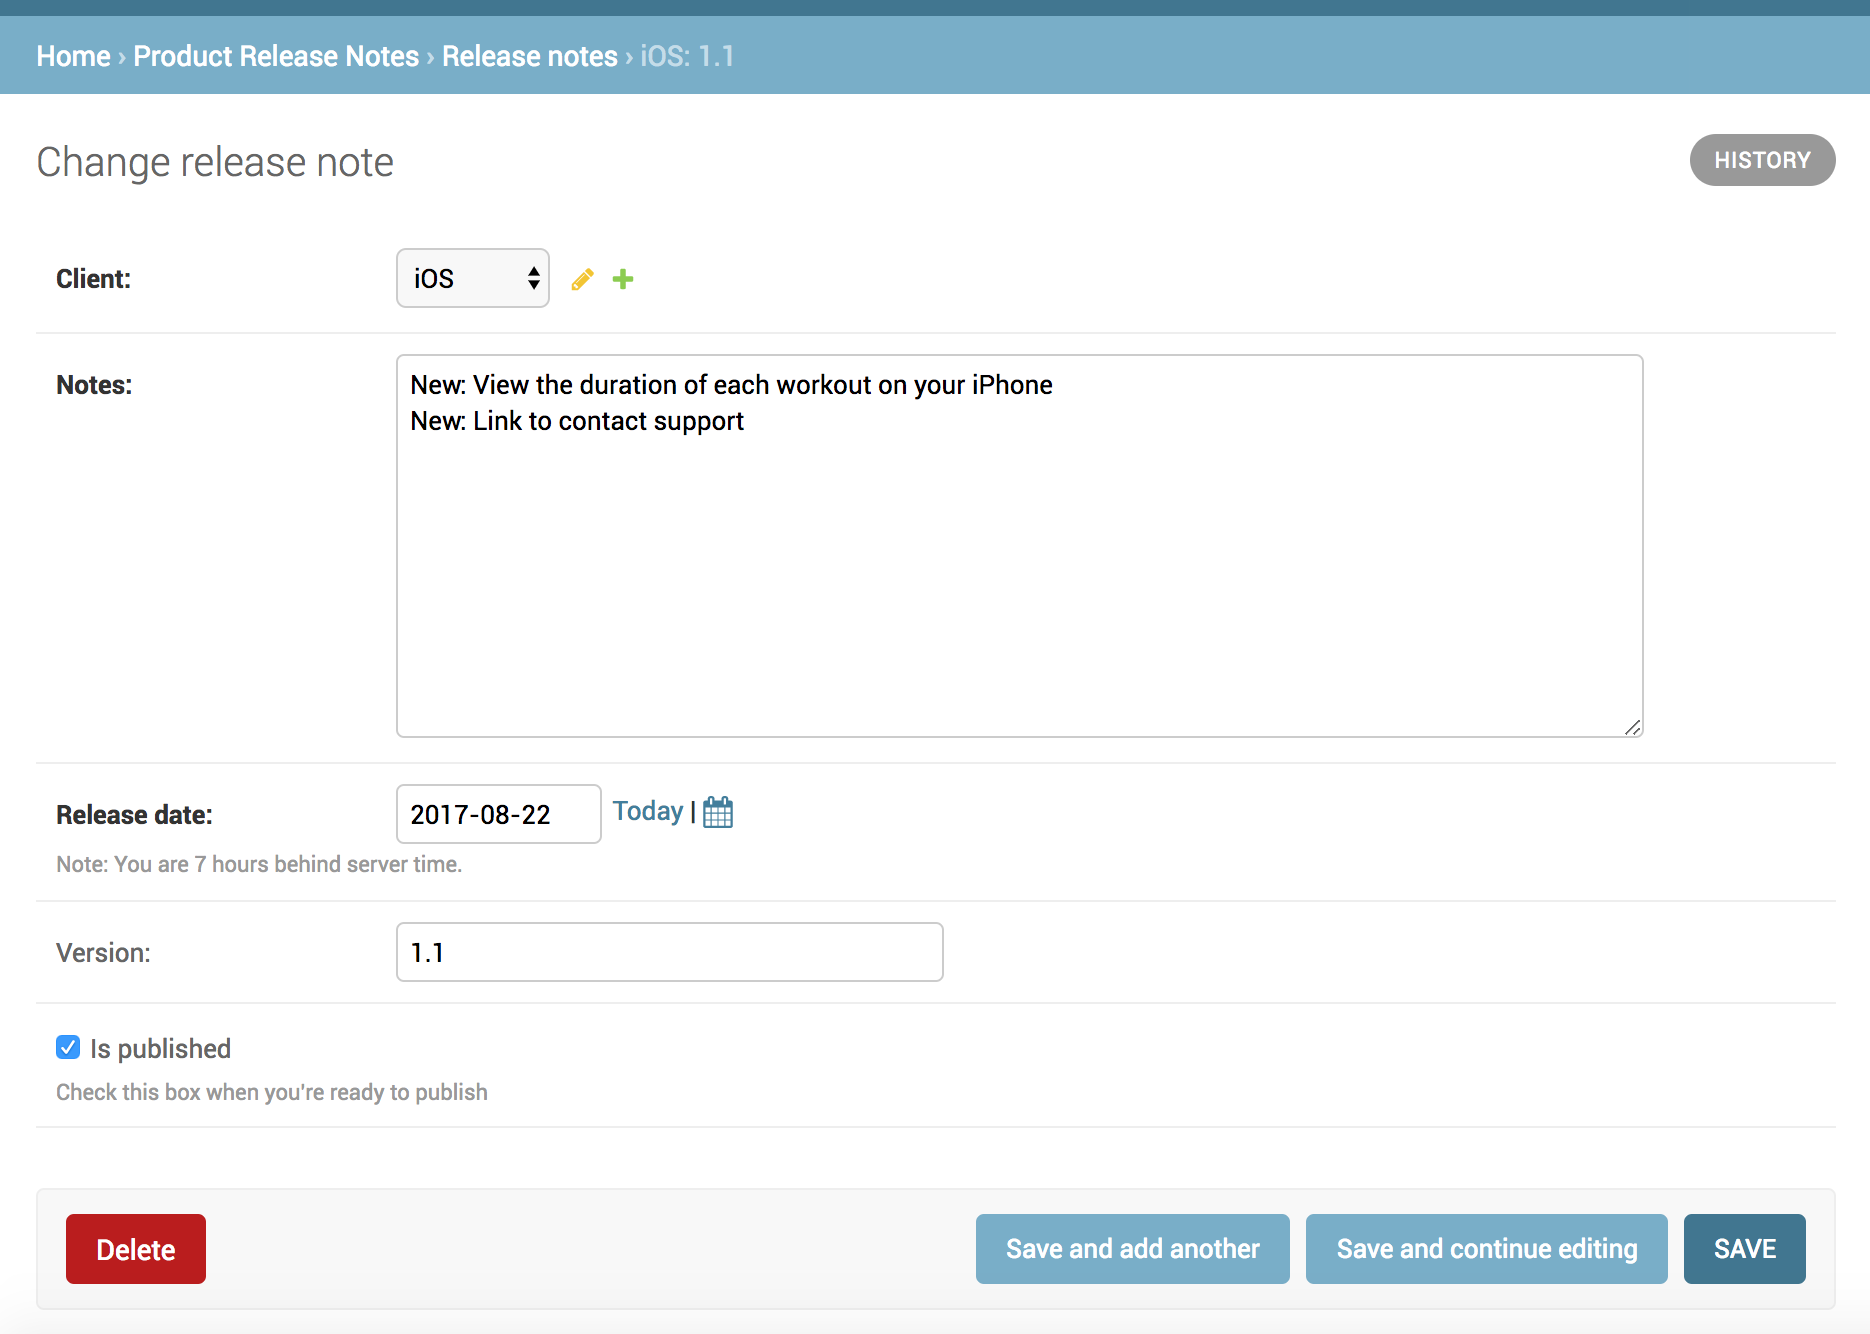 Home › Product Release Notes › Release notes › iOS: 1.1
Change release note
HISTORY
Client:
iOS
Notes:
New: View the duration of each workout on your iPhone
New: Link to contact support
Release date:
2017-08-22
Today |
Note: You are 7 hours behind server time.
Version:
1.1
Is published
Check this box when you're ready to publish
Delete
Save and add another
Save and continue editing
SAVE